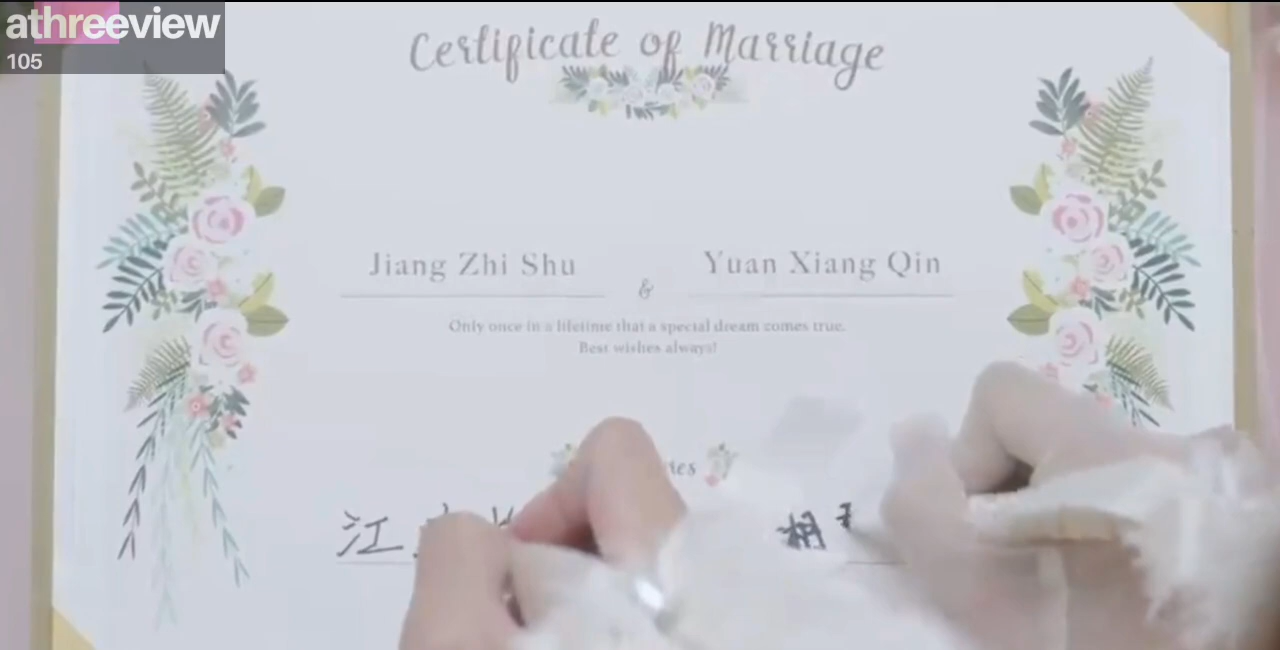 athreeview
105
Certificate of Marriage
Jiang Zhi Shu & Yuan Xiang Qin
Only once in a lifetime that a special dream comes true.
Best wishes always!
江 相